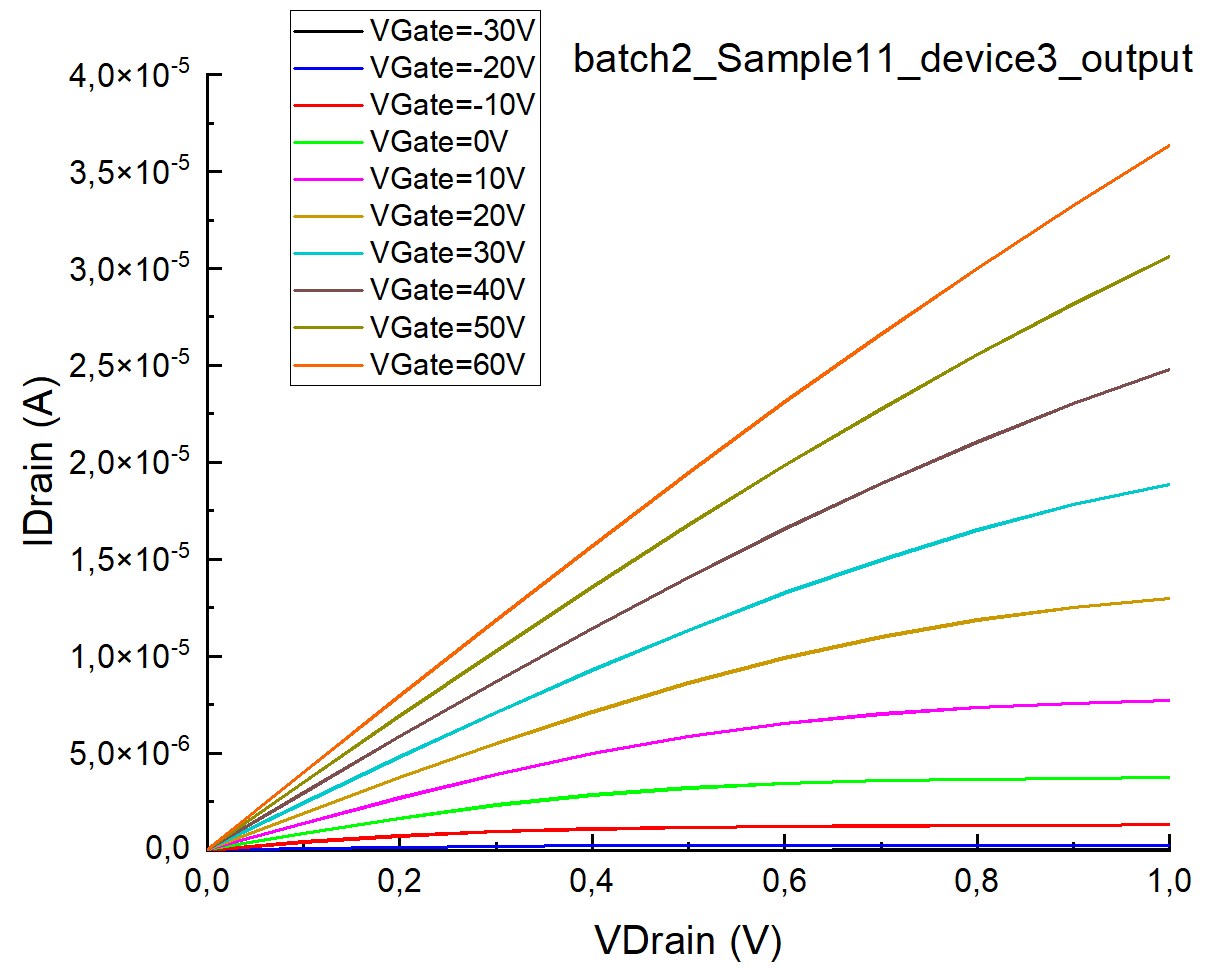 batch2_Sample11_device3_output
VGate=-30V
VGate=-20V
VGate=-10V
VGate=0V
VGate=10V
VGate=20V
VGate=30V
VGate=40V
VGate=50V
VGate=60V
4,0×10⁻⁵
3,5×10⁻⁵
3,0×10⁻⁵
2,5×10⁻⁵
2,0×10⁻⁵
1,5×10⁻⁵
1,0×10⁻⁵
5,0×10⁻⁶
0,0
IDrain (A)
0,0 0,2 0,4 0,6 0,8 1,0
VDrain (V)